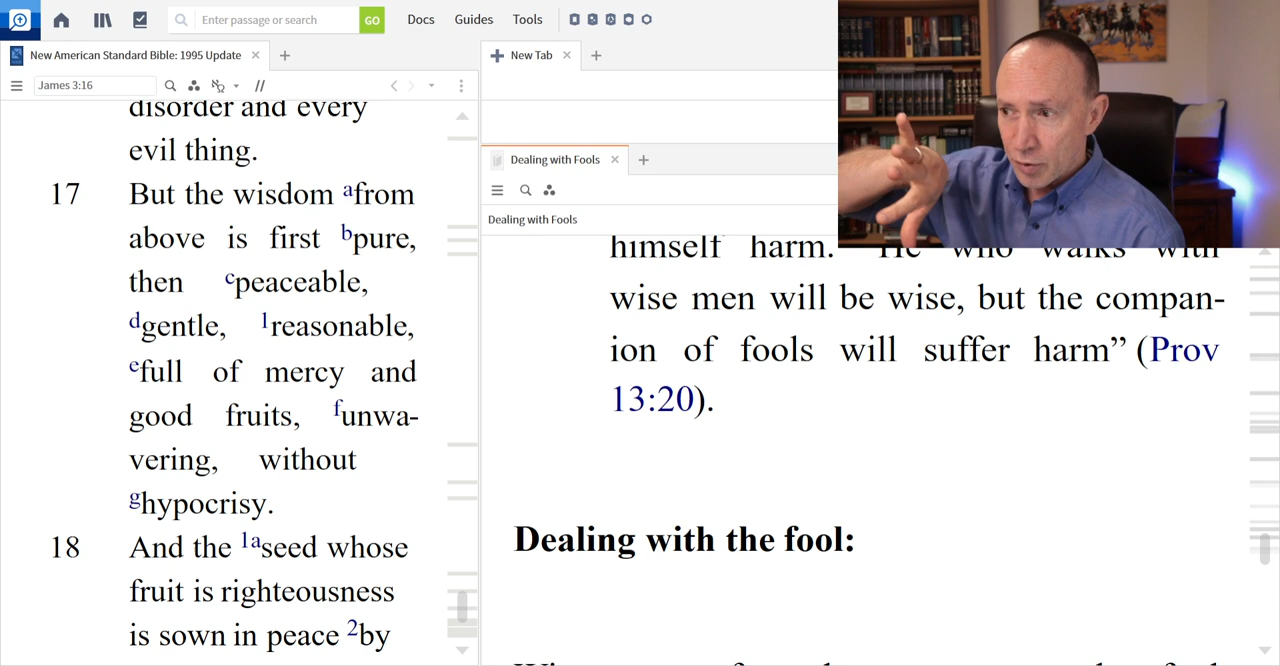 Enter passage or search
GO
Docs
Guides
Tools
New American Standard Bible: 1995 Update
New Tab
James 3:16
disorder and every
evil thing.
17 But the wisdom afrom
above is first bpure,
then cpeaceable,
dgentle, 1reasonable,
efull of mercy and
good fruits, funwa-
vering, without
ghypocrisy.
18 And the 1aseed whose
fruit is righteousness
is sown in peace 2by
Dealing with Fools
Dealing with Fools
himself harm. "He who walks with
wise men will be wise, but the compan-
ion of fools will suffer harm” (Prov
13:20).
Dealing with the fool: